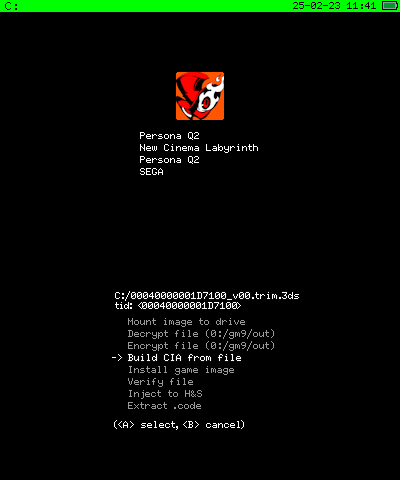 C:
25-02-23 11:41
Persona Q2
New Cinema Labyrinth
Persona Q2
SEGA
C:/00040000001D7100_v00.trim.3ds
tid: <00040000001D7100>
Mount image to drive
Decrypt file (0:/gm9/out)
Encrypt file (0:/gm9/out)
-> Build CIA from file
Install game image
Verify file
Inject to H&S
Extract .code
(<A> select, <B> cancel)